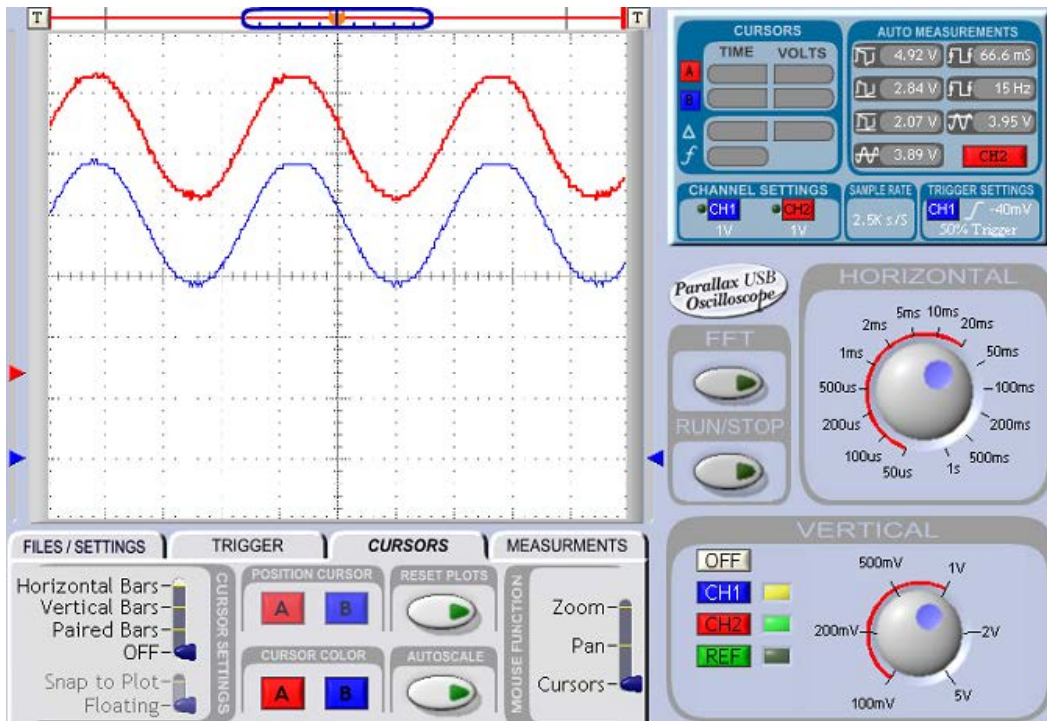 T
T
CURSORS
TIME VOLTS
A
B
Δ
f
AUTO MEASUREMENTS
4.92 V 66.6 mS
2.84 V 15 Hz
2.07 V 3.95 V
3.89 V CH2
CHANNEL SETTINGS
CH1 CH2
1V 1V
SAMPLE RATE
2.5K s/S
TRIGGER SETTINGS
CH1 -40mV
50% Trigger
Parallax USB
Oscilloscope
FFT
RUN/STOP
HORIZONTAL
50us
100us
200us
500us
1ms
2ms
5ms
10ms
20ms
50ms
100ms
200ms
500ms
1s
FILES / SETTINGS
TRIGGER
CURSORS
MEASURMENTS
Horizontal Bars
Vertical Bars
Paired Bars
OFF
Snap to Plot
Floating
CURSOR SETTINGS
POSITION CURSOR
A B
CURSOR COLOR
A B
RESET PLOTS
AUTOSCALE
MOUSE FUNCTION
Zoom
Pan
Cursors
VERTICAL
OFF
CH1
CH2
REF
100mV
200mV
500mV
1V
2V
5V